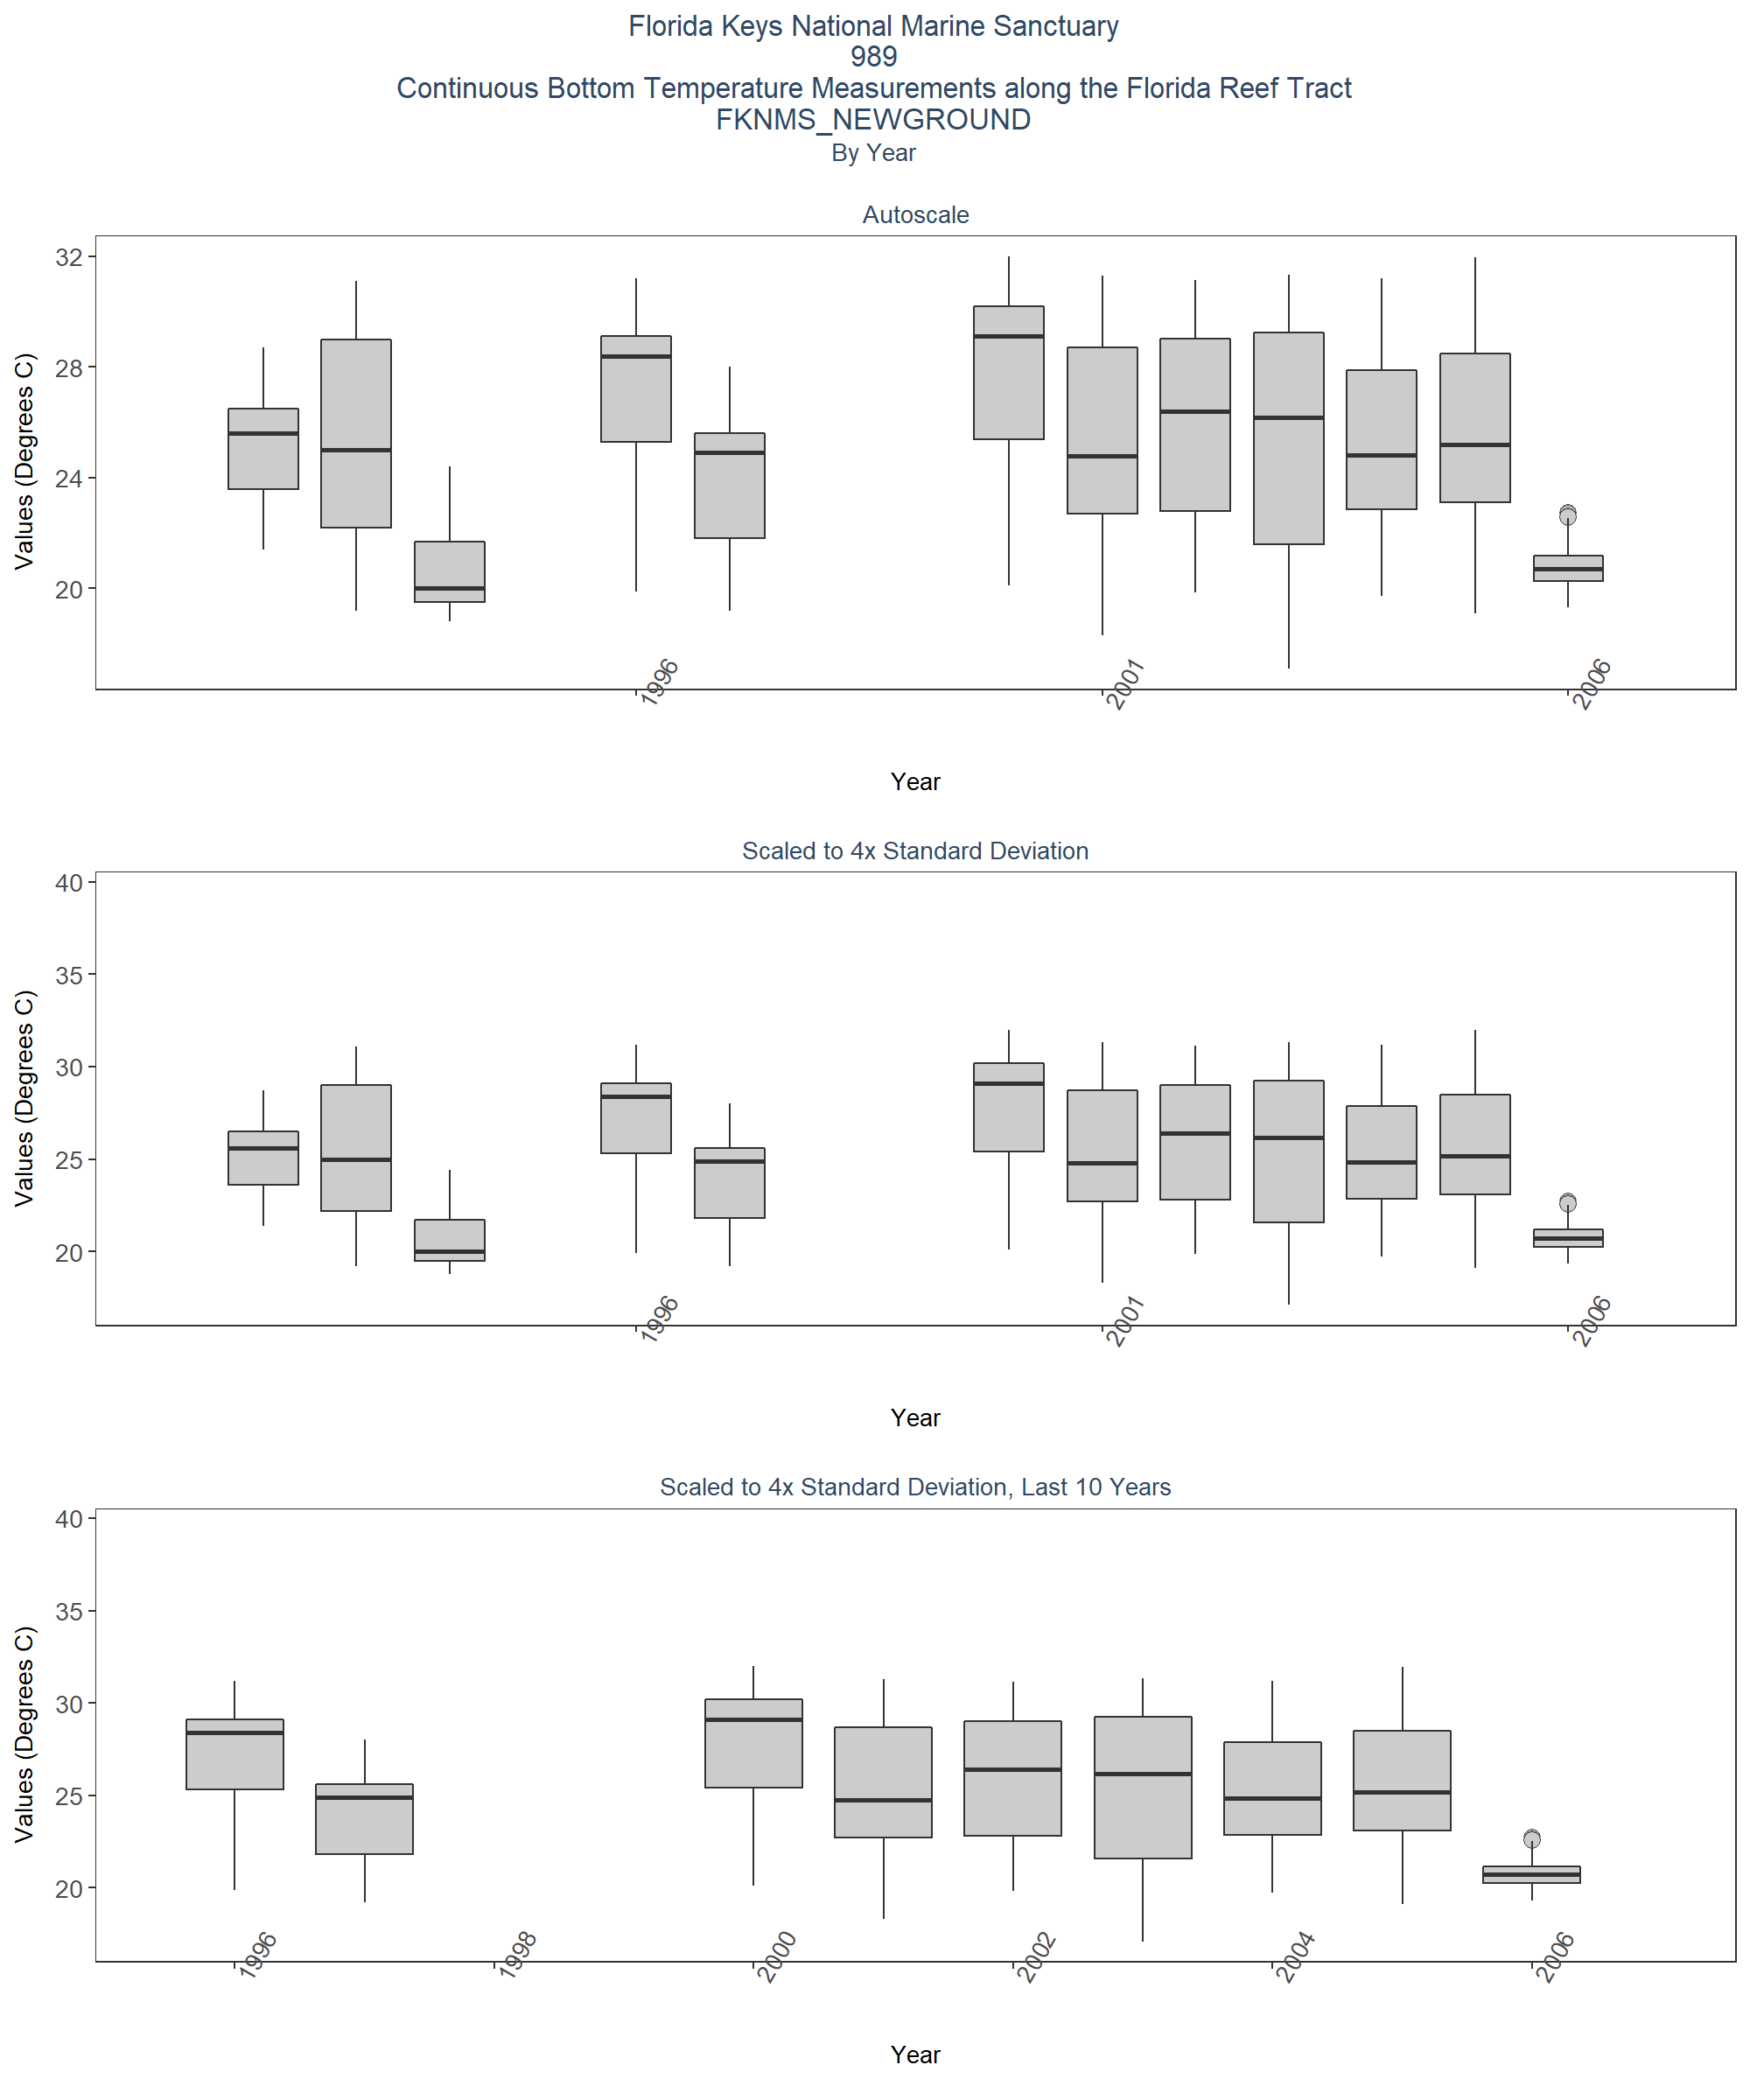 Florida Keys National Marine Sanctuary
989
Continuous Bottom Temperature Measurements along the Florida Reef Tract
FKNMS_NEWGROUND
By Year
Autoscale
Values (Degrees C)
32
28
24
20
1996
2001
2006
Year
Scaled to 4x Standard Deviation
Values (Degrees C)
40
35
30
25
20
1996
2001
2006
Year
Scaled to 4x Standard Deviation, Last 10 Years
Values (Degrees C)
40
35
30
25
20
1996
1998
2000
2002
2004
2006
Year